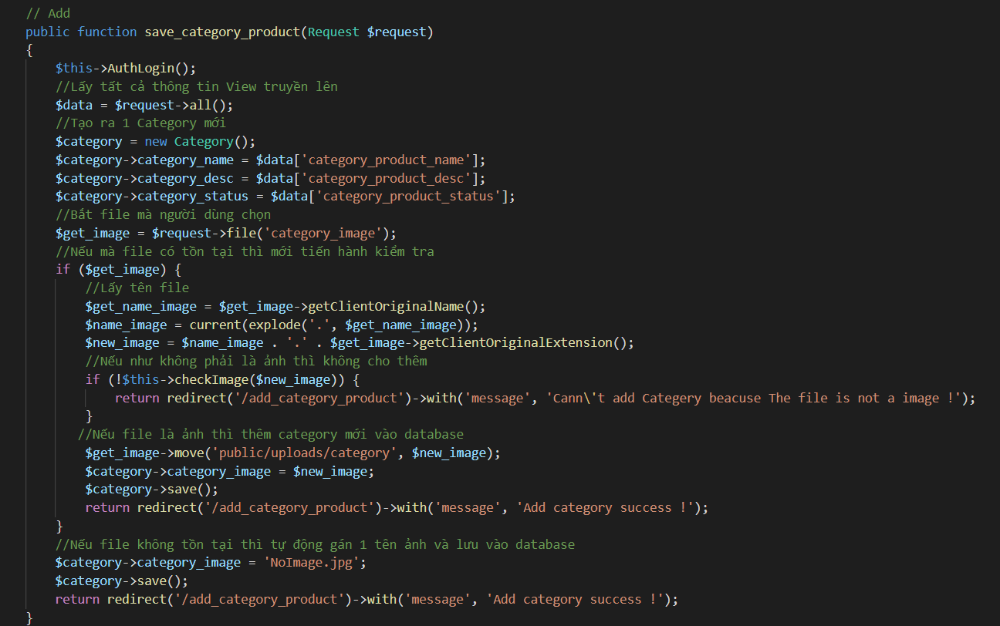 // Add
public function save_category_product(Request $request)
{
$this->AuthLogin();
//Lấy tất cả thông tin View truyền lên
$data = $request->all();
//Tạo ra 1 Category mới
$category = new Category();
$category->category_name = $data['category_product_name'];
$category->category_desc = $data['category_product_desc'];
$category->category_status = $data['category_product_status'];
//Bắt file mà người dùng chọn
$get_image = $request->file('category_image');
//Nếu mà file có tồn tại thì mới tiến hành kiểm tra
if ($get_image) {
//Lấy tên file
$get_name_image = $get_image->getClientOriginalName();
$name_image = current(explode('.', $get_name_image));
$new_image = $name_image . '.' . $get_image->getClientOriginalExtension();
//Nếu như không phải là ảnh thì không cho thêm
if (!$this->checkImage($new_image)) {
return redirect('/add_category_product')->with('message', 'Cann\'t add Categery beacuse The file is not a image !');
}
//Nếu file là ảnh thì thêm category mới vào database
$get_image->move('public/uploads/category', $new_image);
$category->category_image = $new_image;
$category->save();
return redirect('/add_category_product')->with('message', 'Add category success !');
}
//Nếu file không tồn tại thì tự động gán 1 tên ảnh và lưu vào database
$category->category_image = 'NoImage.jpg';
$category->save();
return redirect('/add_category_product')->with('message', 'Add category success !');
}